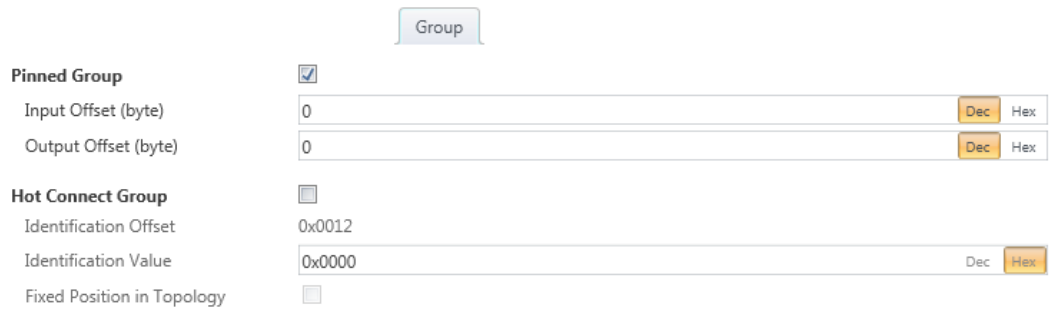 Group
Pinned Group
Input Offset (byte) 0 Dec Hex
Output Offset (byte) 0 Dec Hex
Hot Connect Group
Identification Offset 0x0012
Identification Value 0x0000 Dec Hex
Fixed Position in Topology